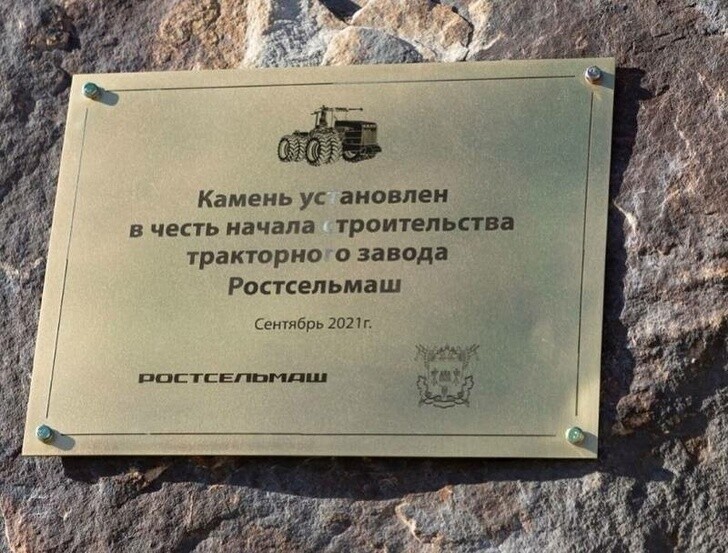 Камень установлен
в честь начала строительства
тракторного завода
Ростсельмаш
Сентябрь 2021г.
РОСТСЕЛЬМАШ